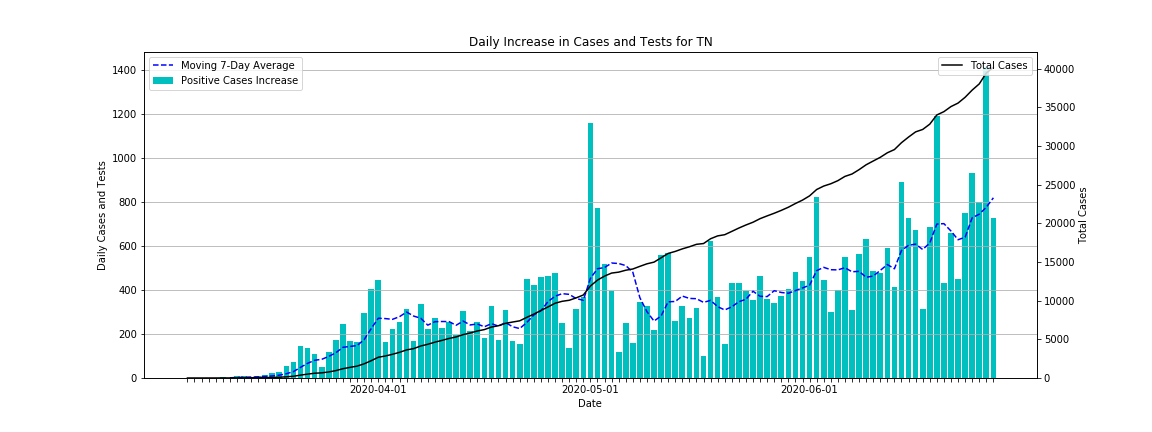 Daily Increase in Cases and Tests for TN
Moving 7-Day Average
Positive Cases Increase
Total Cases
1400
1200
1000
800
600
400
200
0
Daily Cases and Tests
40000
35000
30000
25000
20000
15000
10000
5000
0
Total Cases
2020-04-01
2020-05-01
2020-06-01
Date